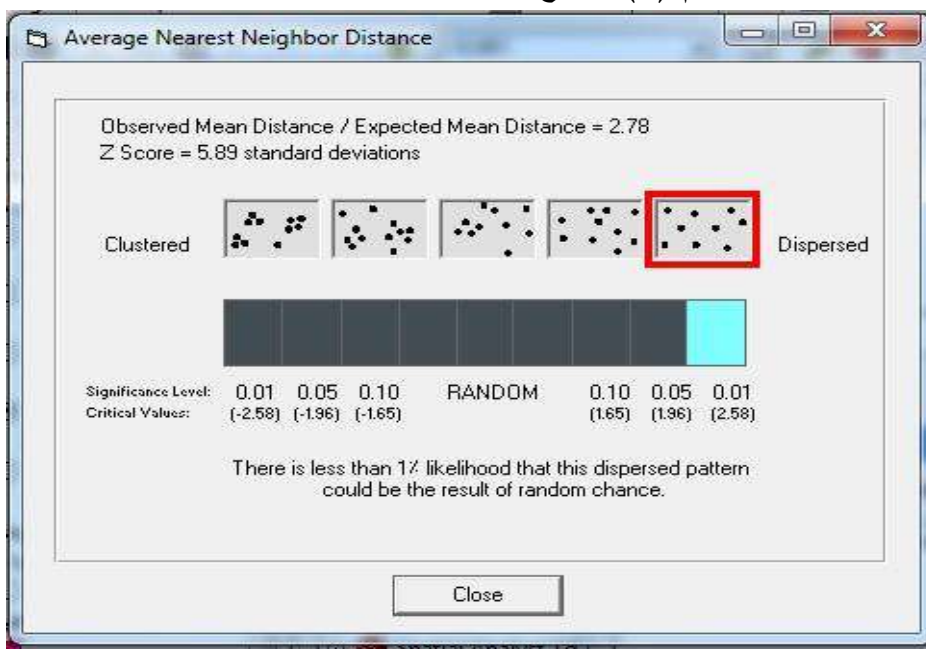 Average Nearest Neighbor Distance
Observed Mean Distance / Expected Mean Distance = 2.78
Z Score = 5.89 standard deviations
Clustered
Dispersed
Significance Level: 0.01 0.05 0.10 RANDOM 0.10 0.05 0.01
Critical Values: (-2.58) (-1.96) (-1.65) (1.65) (1.96) (2.58)
There is less than 1% likelihood that this dispersed pattern
could be the result of random chance.
Close